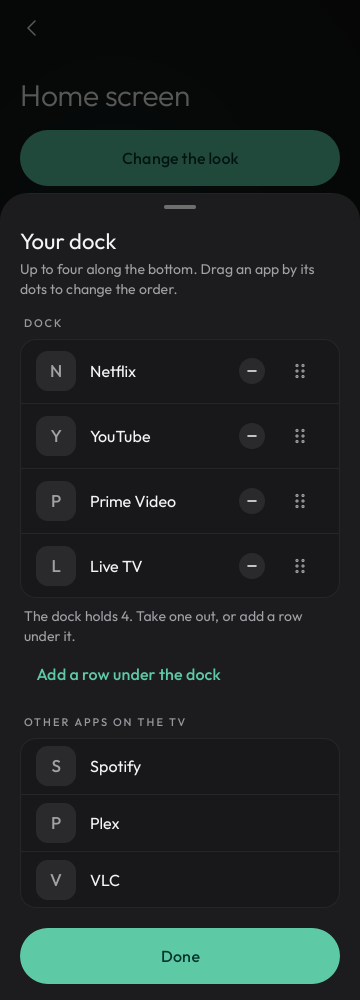 Home screen
Change the look
Your dock
Up to four along the bottom. Drag an app by its
dots to change the order.
DOCK
N Netflix
Y YouTube
P Prime Video
L Live TV
The dock holds 4. Take one out, or add a row
under it.
Add a row under the dock
OTHER APPS ON THE TV
S Spotify
P Plex
V VLC
Done